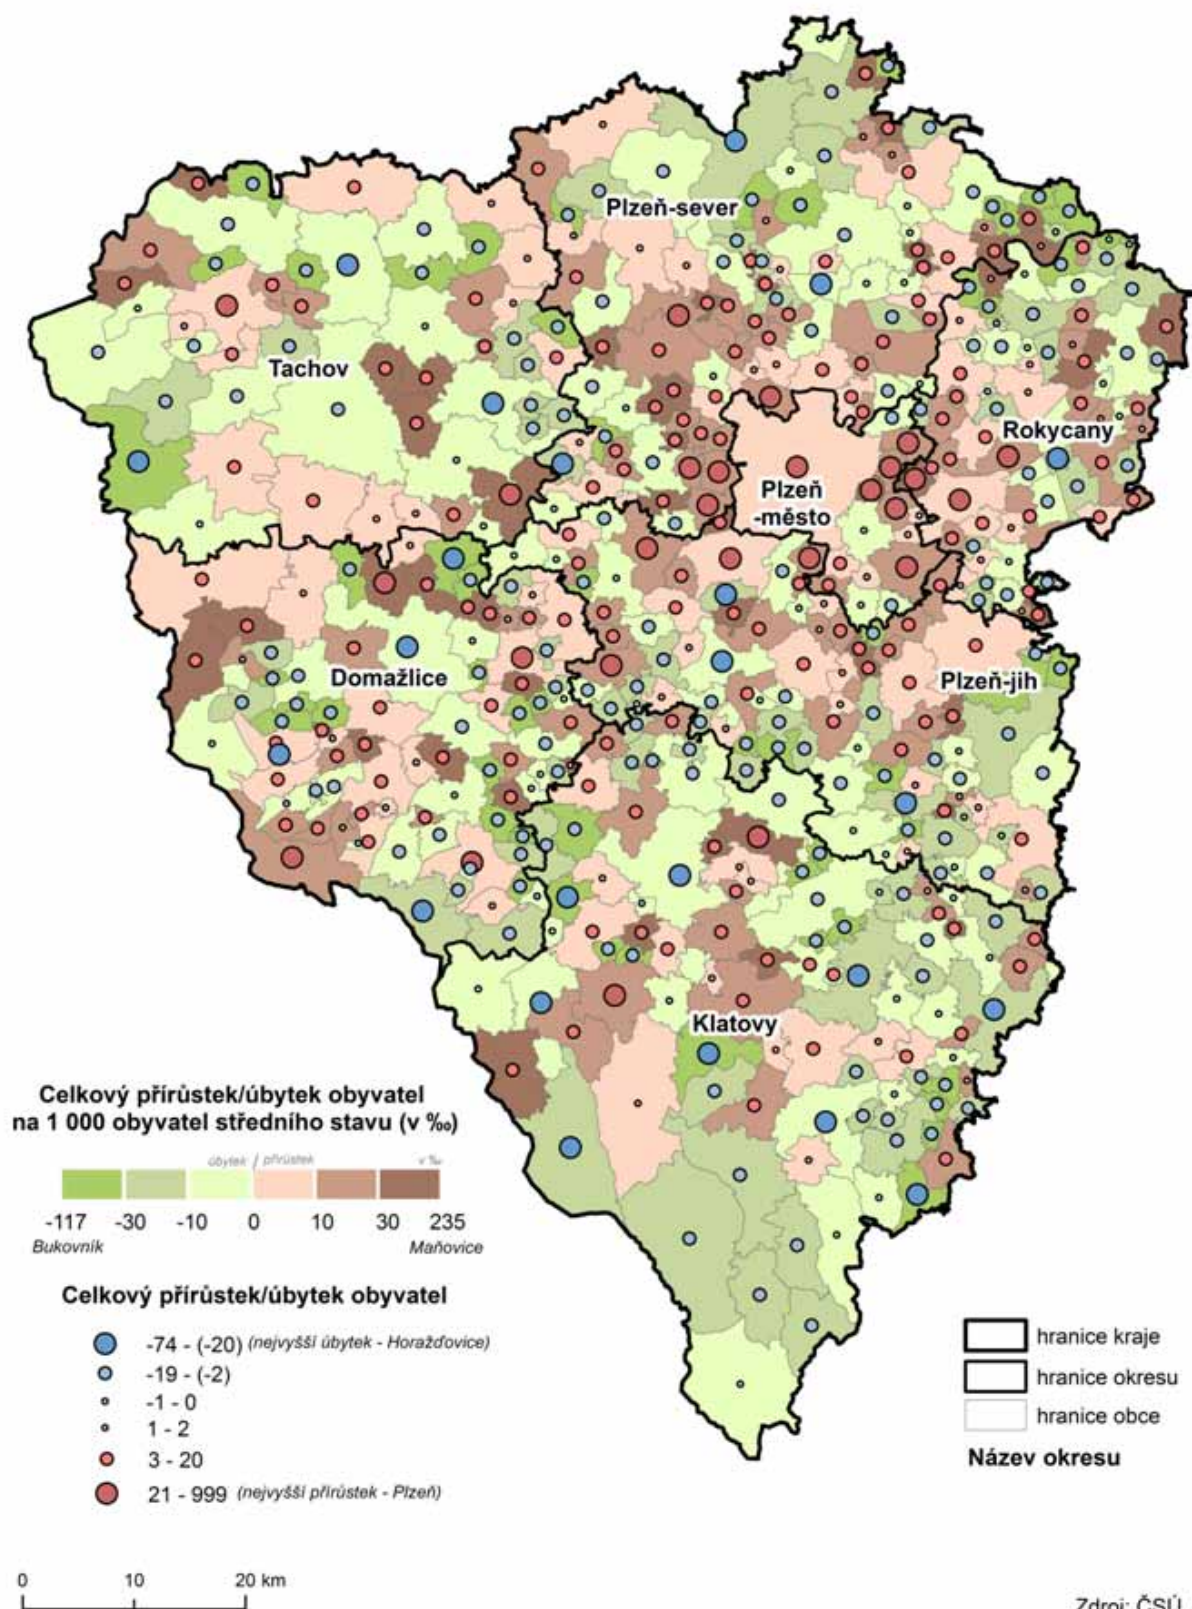 Plzeň-sever
Tachov
Rokycany
Plzeň
-město
Domažlice
Plzeň-jih
Klatovy
Celkový přírůstek/úbytek obyvatel
na 1 000 obyvatel středního stavu (v ‰)
úbytek / přírůstek v ‰
-117 -30 -10 0 10 30 235
Bukovník Maňovice
Celkový přírůstek/úbytek obyvatel
-74 - (-20) (nejvyšší úbytek - Horažďovice)
-19 - (-2)
-1 - 0
1 - 2
3 - 20
21 - 999 (nejvyšší přírůstek - Plzeň)
hranice kraje
hranice okresu
hranice obce
Název okresu
0 10 20 km
Zdroj: ČSÚ